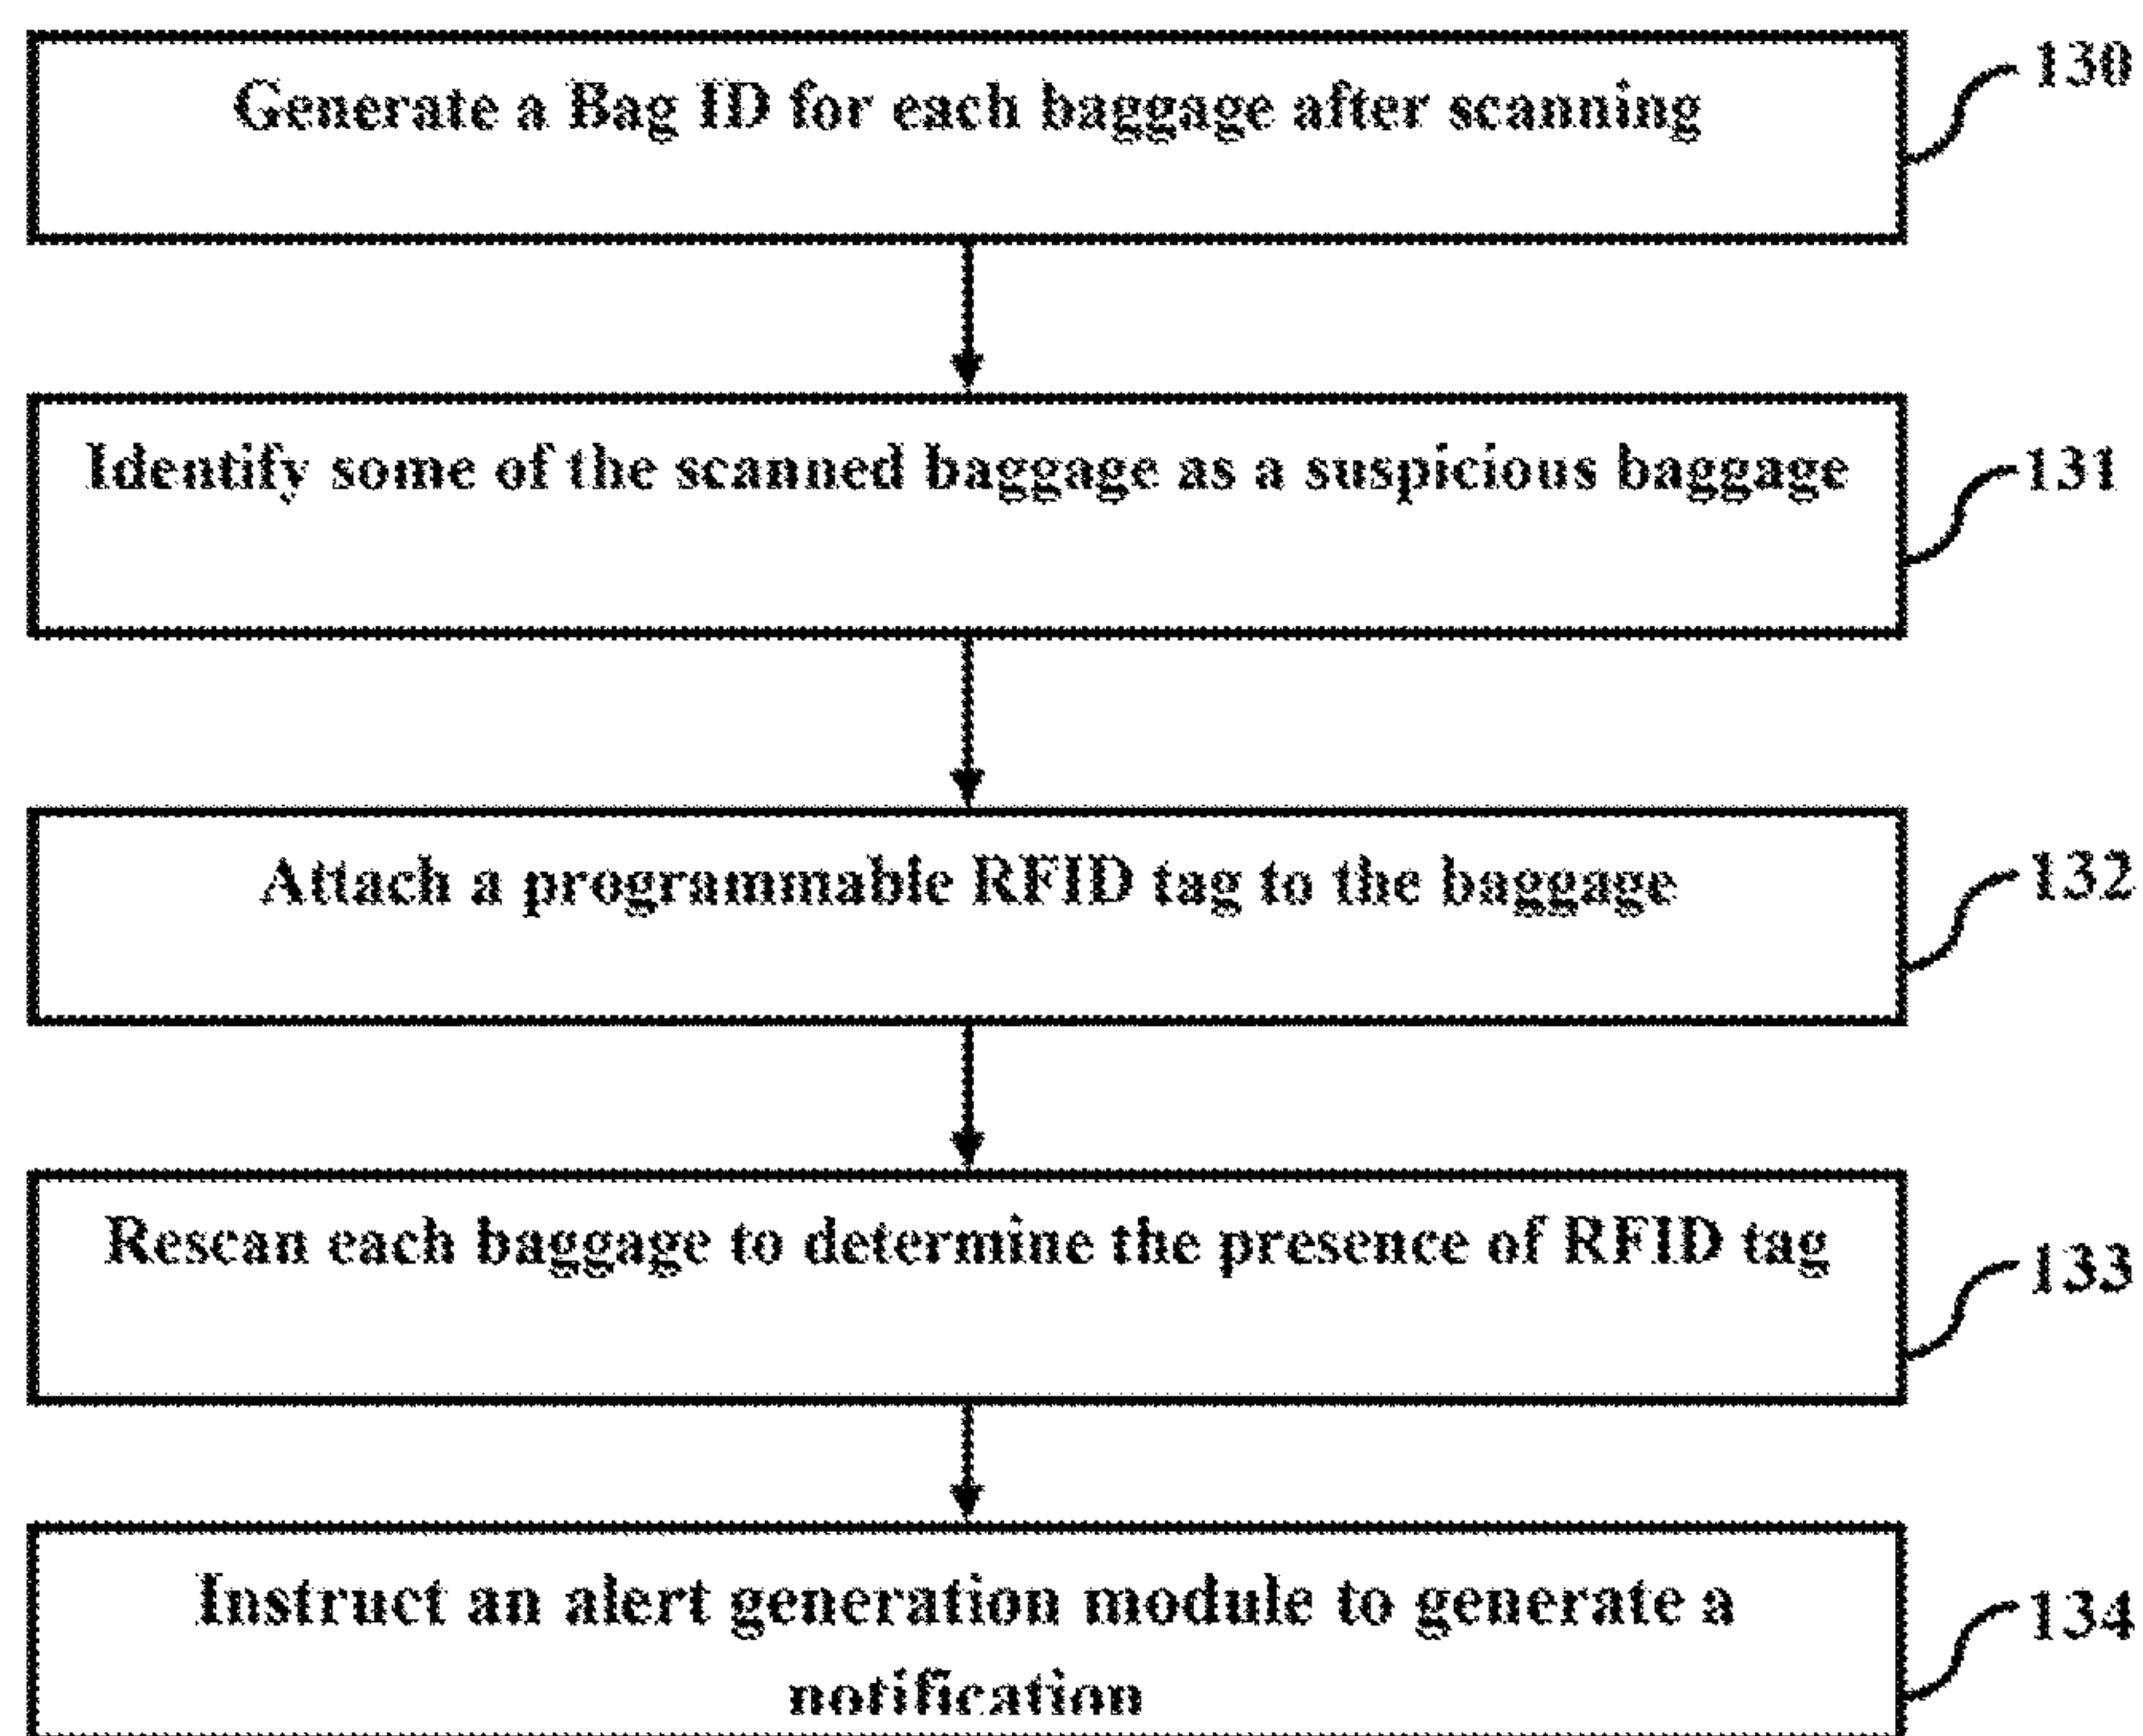 Generate a Bag ID for each baggage after scanning
130
Identify some of the scanned baggage as a suspicious baggage
131
Attach a programmable RFID tag to the baggage
132
Rescan each baggage to determine the presence of RFID tag
133
Instruct an alert generation module to generate a
notification
134